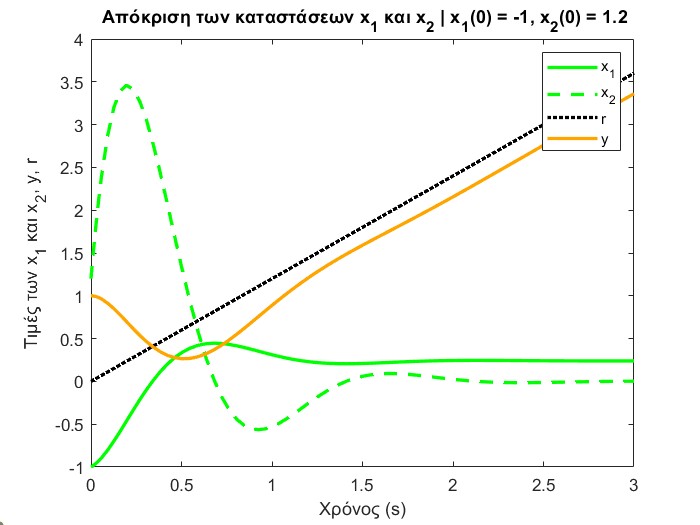 Απόκριση των καταστάσεων x₁ και x₂ | x₁(0) = -1, x₂(0) = 1.2
4
3.5
3
2.5
2
1.5
1
0.5
0
-0.5
-1
Τιμές των x₁ και x₂, y, r
x₁
x₂
r
y
0 0.5 1 1.5 2 2.5 3
Χρόνος (s)